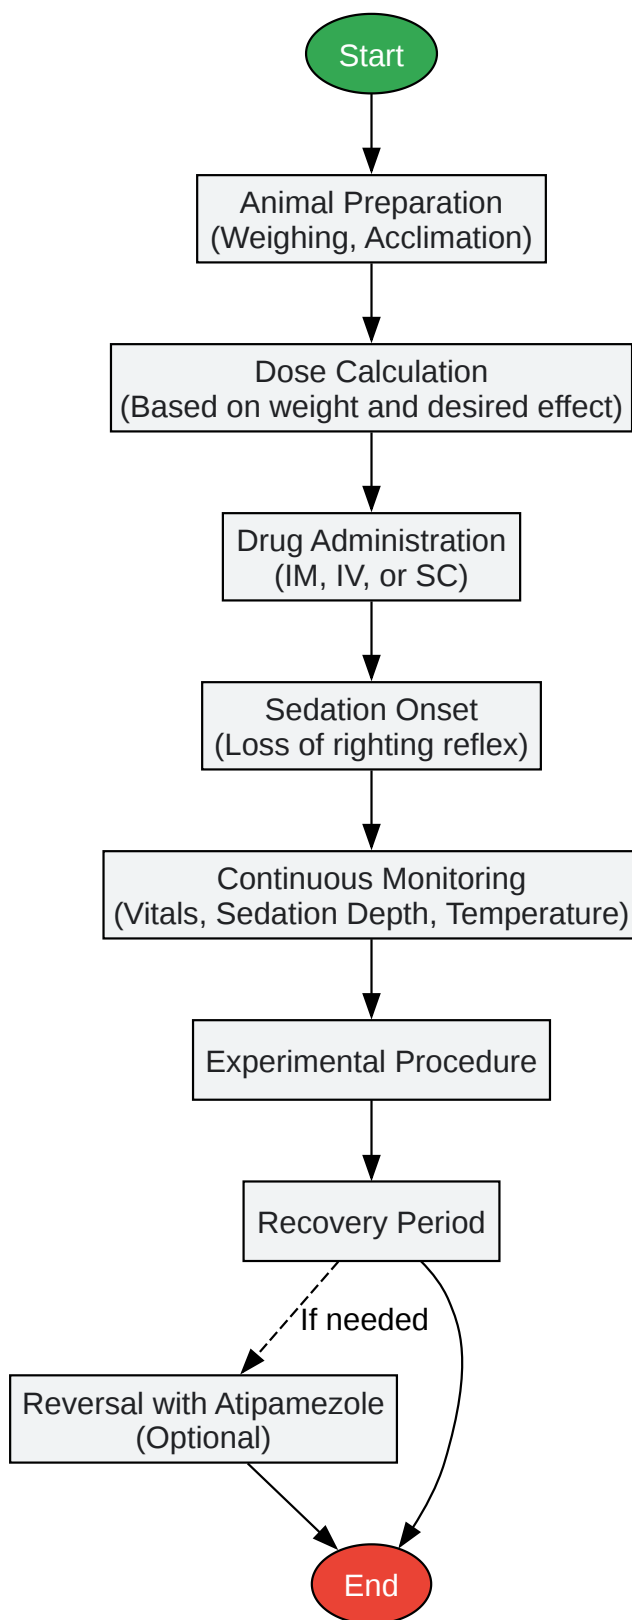 Start
Animal Preparation
(Weighing, Acclimation)
Dose Calculation
(Based on weight and desired effect)
Drug Administration
(IM, IV, or SC)
Sedation Onset
(Loss of righting reflex)
Continuous Monitoring
(Vitals, Sedation Depth, Temperature)
Experimental Procedure
Recovery Period
If needed
Reversal with Atipamezole
(Optional)
End